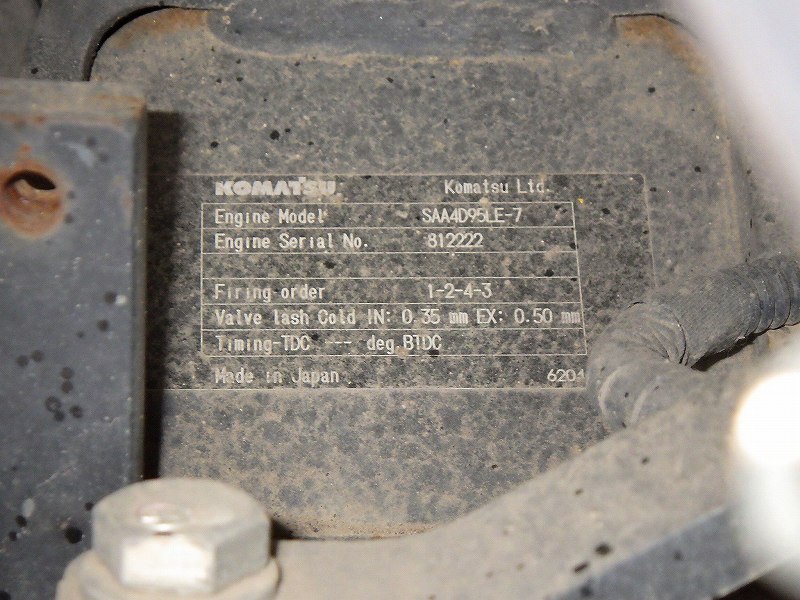 KOMATSU Komatsu Ltd.
Engine Model SAA4D95LE-7
Engine Serial No. 812222
Firing order 1-2-4-3
Valve lash Cold IN: 0.35 mm EX: 0.50 mm
Timing-TDC --- deg.BTDC
Made in Japan 6204